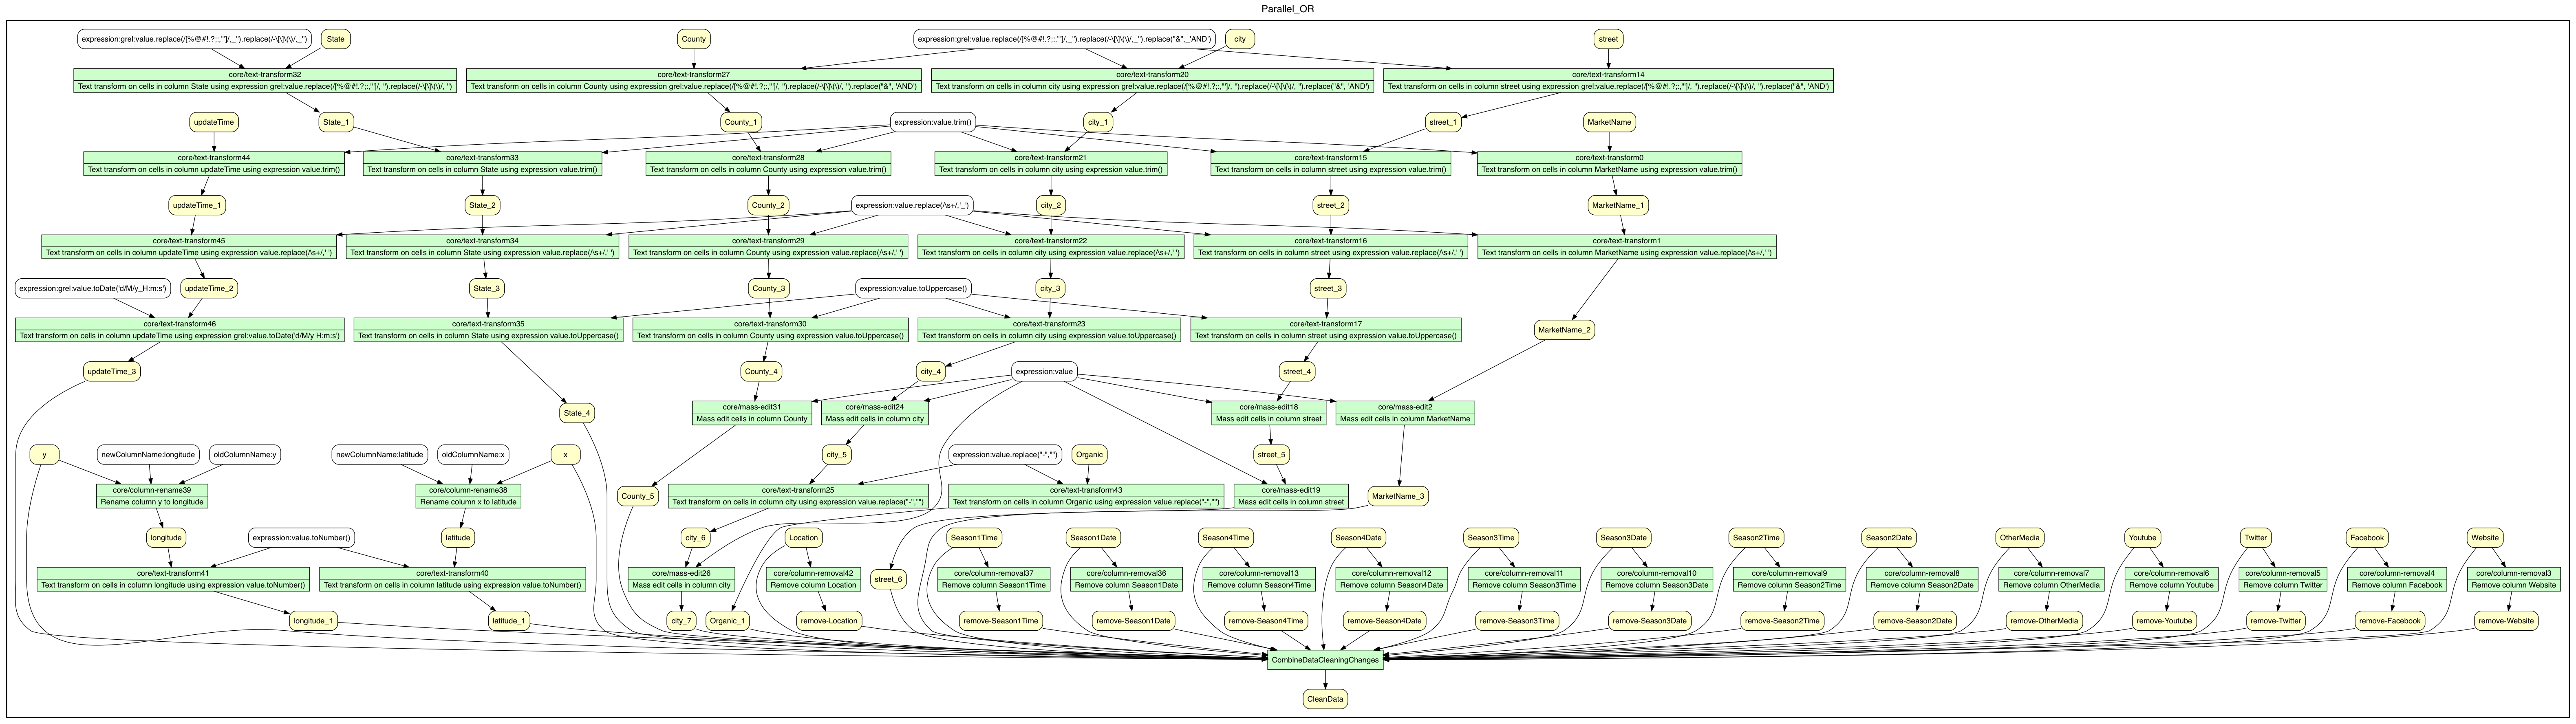 Parallel_OR
expression:grel:value.replace(/[%@#!.?;:,"']/,_'').replace(/-\[\]\(\)/,_'')
State
County
expression:grel:value.replace(/[%@#!.?;:,"']/,_'').replace(/-\[\]\(\)/,_'').replace("&",_'AND')
city
street
core/text-transform32
Text transform on cells in column State using expression grel:value.replace(/[%@#!.?;:,"']/, '').replace(/-\[\]\(\)/, '')
core/text-transform27
Text transform on cells in column County using expression grel:value.replace(/[%@#!.?;:,"']/, '').replace(/-\[\]\(\)/, '').replace("&", 'AND')
core/text-transform20
Text transform on cells in column city using expression grel:value.replace(/[%@#!.?;:,"']/, '').replace(/-\[\]\(\)/, '').replace("&", 'AND')
core/text-transform14
Text transform on cells in column street using expression grel:value.replace(/[%@#!.?;:,"']/, '').replace(/-\[\]\(\)/, '').replace("&", 'AND')
updateTime
State_1
County_1
expression:value.trim()
city_1
street_1
MarketName
core/text-transform44
Text transform on cells in column updateTime using expression value.trim()
core/text-transform33
Text transform on cells in column State using expression value.trim()
core/text-transform28
Text transform on cells in column County using expression value.trim()
core/text-transform21
Text transform on cells in column city using expression value.trim()
core/text-transform15
Text transform on cells in column street using expression value.trim()
core/text-transform0
Text transform on cells in column MarketName using expression value.trim()
updateTime_1
State_2
County_2
expression:value.replace(/\s+/,'_')
city_2
street_2
MarketName_1
core/text-transform45
Text transform on cells in column updateTime using expression value.replace(/\s+/,' ')
core/text-transform34
Text transform on cells in column State using expression value.replace(/\s+/,' ')
core/text-transform29
Text transform on cells in column County using expression value.replace(/\s+/,' ')
core/text-transform22
Text transform on cells in column city using expression value.replace(/\s+/,' ')
core/text-transform16
Text transform on cells in column street using expression value.replace(/\s+/,' ')
core/text-transform1
Text transform on cells in column MarketName using expression value.replace(/\s+/,' ')
expression:grel:value.toDate('d/M/y_H:m:s')
updateTime_2
State_3
County_3
expression:value.toUppercase()
city_3
street_3
core/text-transform46
Text transform on cells in column updateTime using expression grel:value.toDate('d/M/y H:m:s')
core/text-transform35
Text transform on cells in column State using expression value.toUppercase()
core/text-transform30
Text transform on cells in column County using expression value.toUppercase()
core/text-transform23
Text transform on cells in column city using expression value.toUppercase()
core/text-transform17
Text transform on cells in column street using expression value.toUppercase()
MarketName_2
updateTime_3
County_4
city_4
expression:value
street_4
State_4
core/mass-edit31
Mass edit cells in column County
core/mass-edit24
Mass edit cells in column city
core/mass-edit18
Mass edit cells in column street
core/mass-edit2
Mass edit cells in column MarketName
y
newColumnName:longitude
oldColumnName:y
newColumnName:latitude
oldColumnName:x
x
city_5
expression:value.replace("-","")
Organic
street_5
core/column-rename39
Rename column y to longitude
core/column-rename38
Rename column x to latitude
County_5
core/text-transform25
Text transform on cells in column city using expression value.replace("-","")
core/text-transform43
Text transform on cells in column Organic using expression value.replace("-","")
core/mass-edit19
Mass edit cells in column street
MarketName_3
longitude
expression:value.toNumber()
latitude
city_6
Location
Season1Time
Season1Date
Season4Time
Season4Date
Season3Time
Season3Date
Season2Time
Season2Date
OtherMedia
Youtube
Twitter
Facebook
Website
core/text-transform41
Text transform on cells in column longitude using expression value.toNumber()
core/text-transform40
Text transform on cells in column latitude using expression value.toNumber()
core/mass-edit26
Mass edit cells in column city
core/column-removal42
Remove column Location
street_6
core/column-removal37
Remove column Season1Time
core/column-removal36
Remove column Season1Date
core/column-removal13
Remove column Season4Time
core/column-removal12
Remove column Season4Date
core/column-removal11
Remove column Season3Time
core/column-removal10
Remove column Season3Date
core/column-removal9
Remove column Season2Time
core/column-removal8
Remove column Season2Date
core/column-removal7
Remove column OtherMedia
core/column-removal6
Remove column Youtube
core/column-removal5
Remove column Twitter
core/column-removal4
Remove column Facebook
core/column-removal3
Remove column Website
longitude_1
latitude_1
city_7
Organic_1
remove-Location
remove-Season1Time
remove-Season1Date
remove-Season4Time
remove-Season4Date
remove-Season3Time
remove-Season3Date
remove-Season2Time
remove-Season2Date
remove-OtherMedia
remove-Youtube
remove-Twitter
remove-Facebook
remove-Website
CombineDataCleaningChanges
CleanData